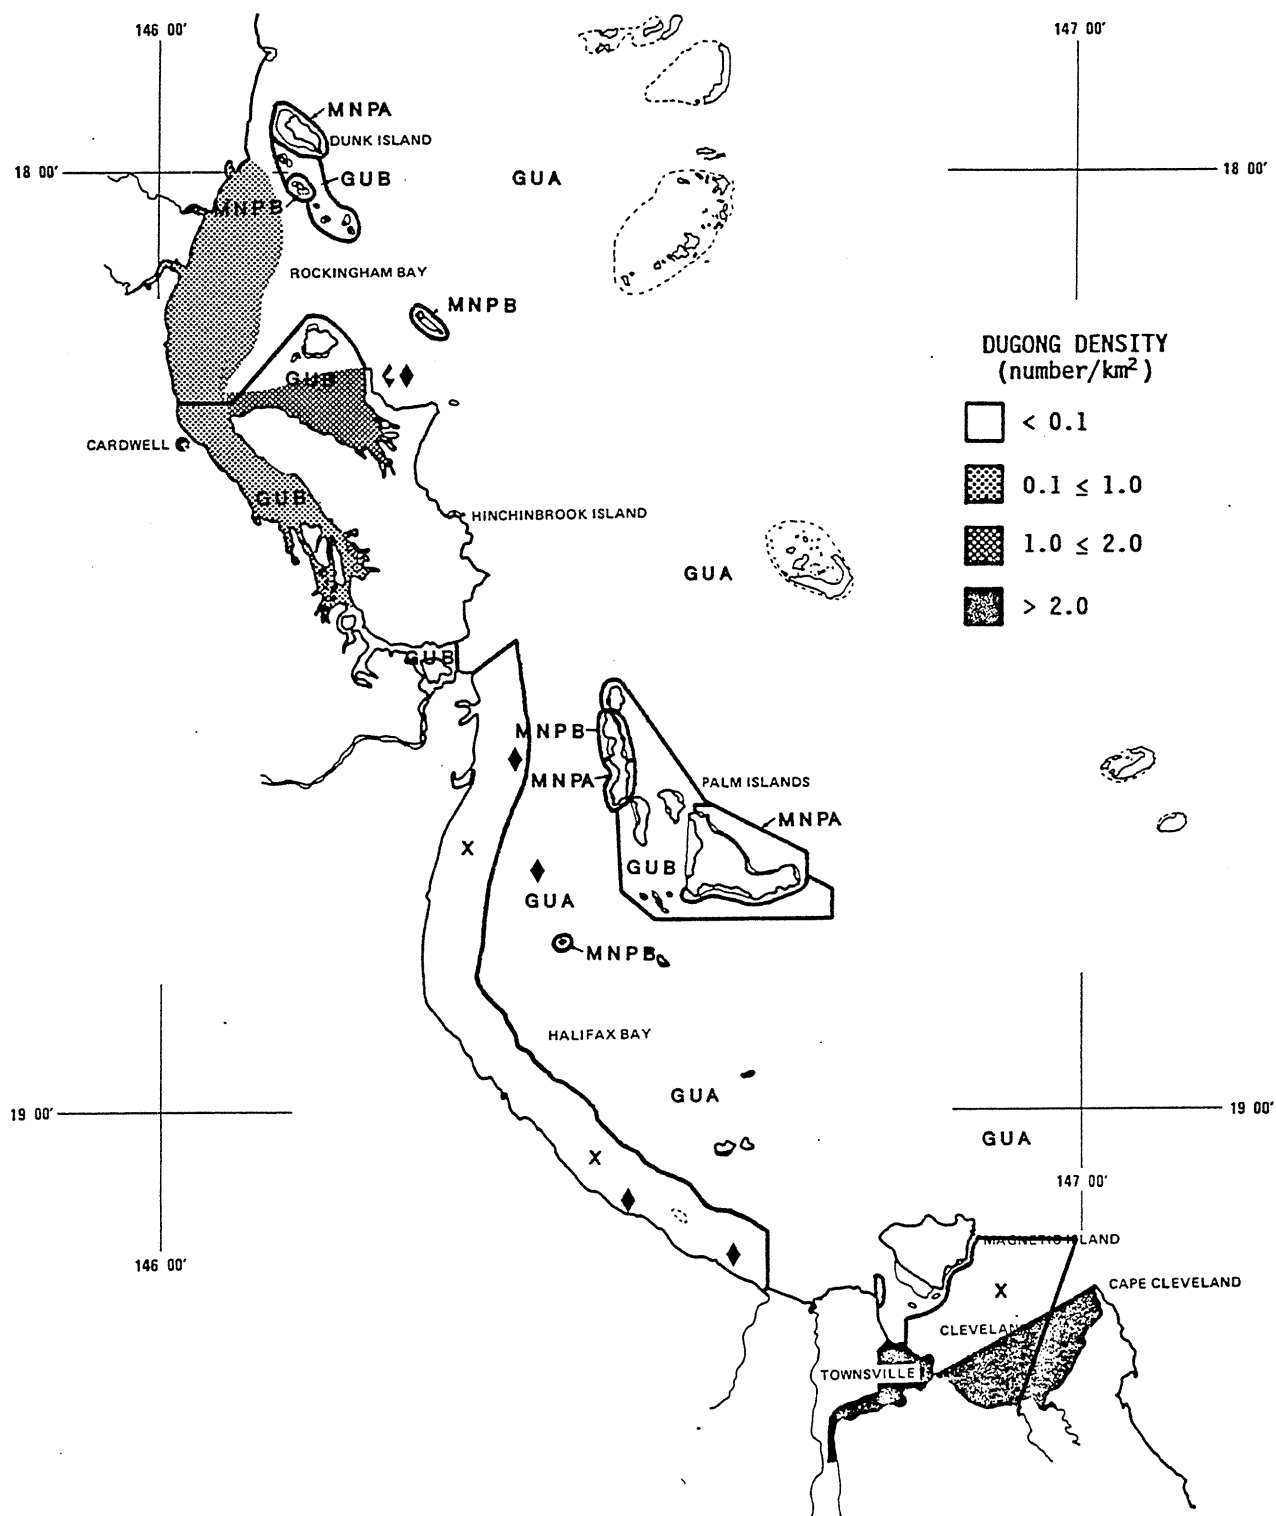 146 00'
147 00'
MNPA
DUNK ISLAND
18 00'
GUB
GUA
18 00'
MNPB
ROCKINGHAM BAY
MNPB
DUGONG DENSITY
(number/km²)
GUB
< 0.1
CARDWELL
0.1 ≤ 1.0
GUB
HINCHINBROOK ISLAND
1.0 ≤ 2.0
GUA
> 2.0
GUB
MNPB
MNPA
PALM ISLANDS
MNPA
X
GUB
GUA
MNPB
HALIFAX BAY
GUA
19 00'
19 00'
GUA
X
147 00'
MAGNETIC ISLAND
146 00'
CAPE CLEVELAND
X
CLEVELAN
TOWNSVILLE